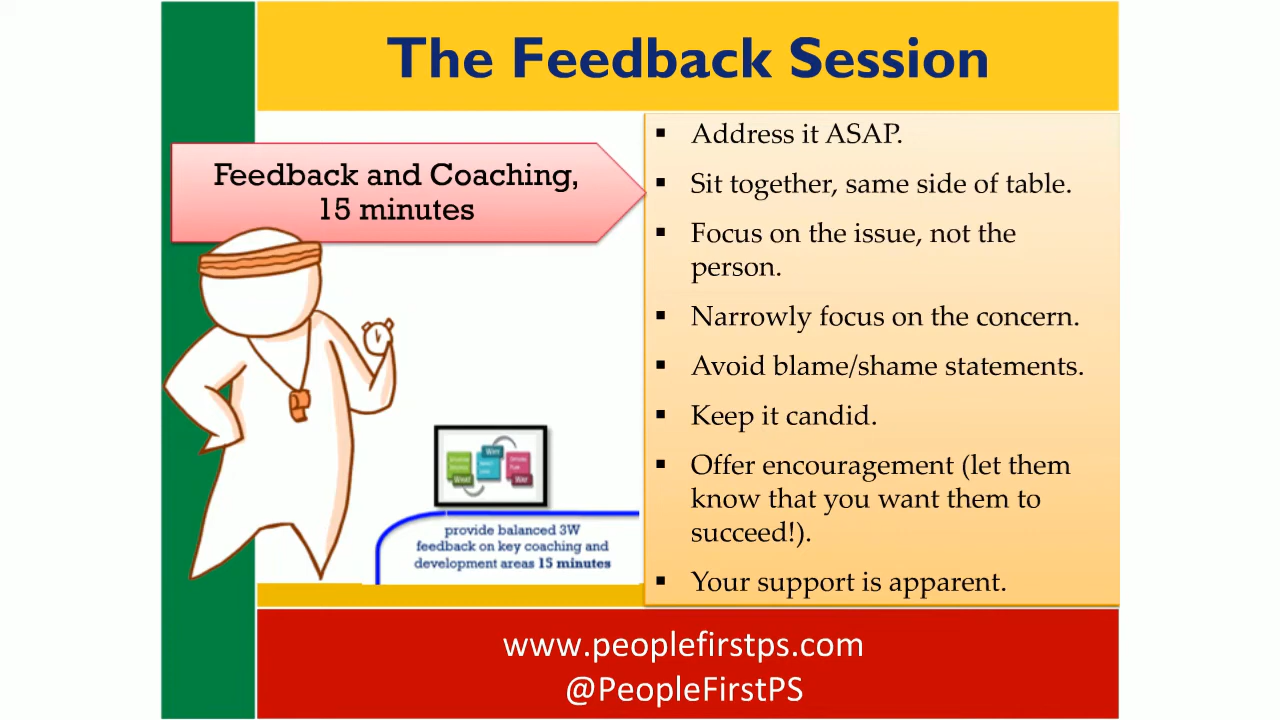 The Feedback Session
Feedback and Coaching,
15 minutes
▪ Address it ASAP.
▪ Sit together, same side of table.
▪ Focus on the issue, not the
person.
▪ Narrowly focus on the concern.
▪ Avoid blame/shame statements.
▪ Keep it candid.
▪ Offer encouragement (let them
know that you want them to
succeed!).
▪ Your support is apparent.
What
Why
Way
provide balanced 3W
feedback on key coaching and
development areas 15 minutes
www.peoplefirstps.com
@PeopleFirstPS